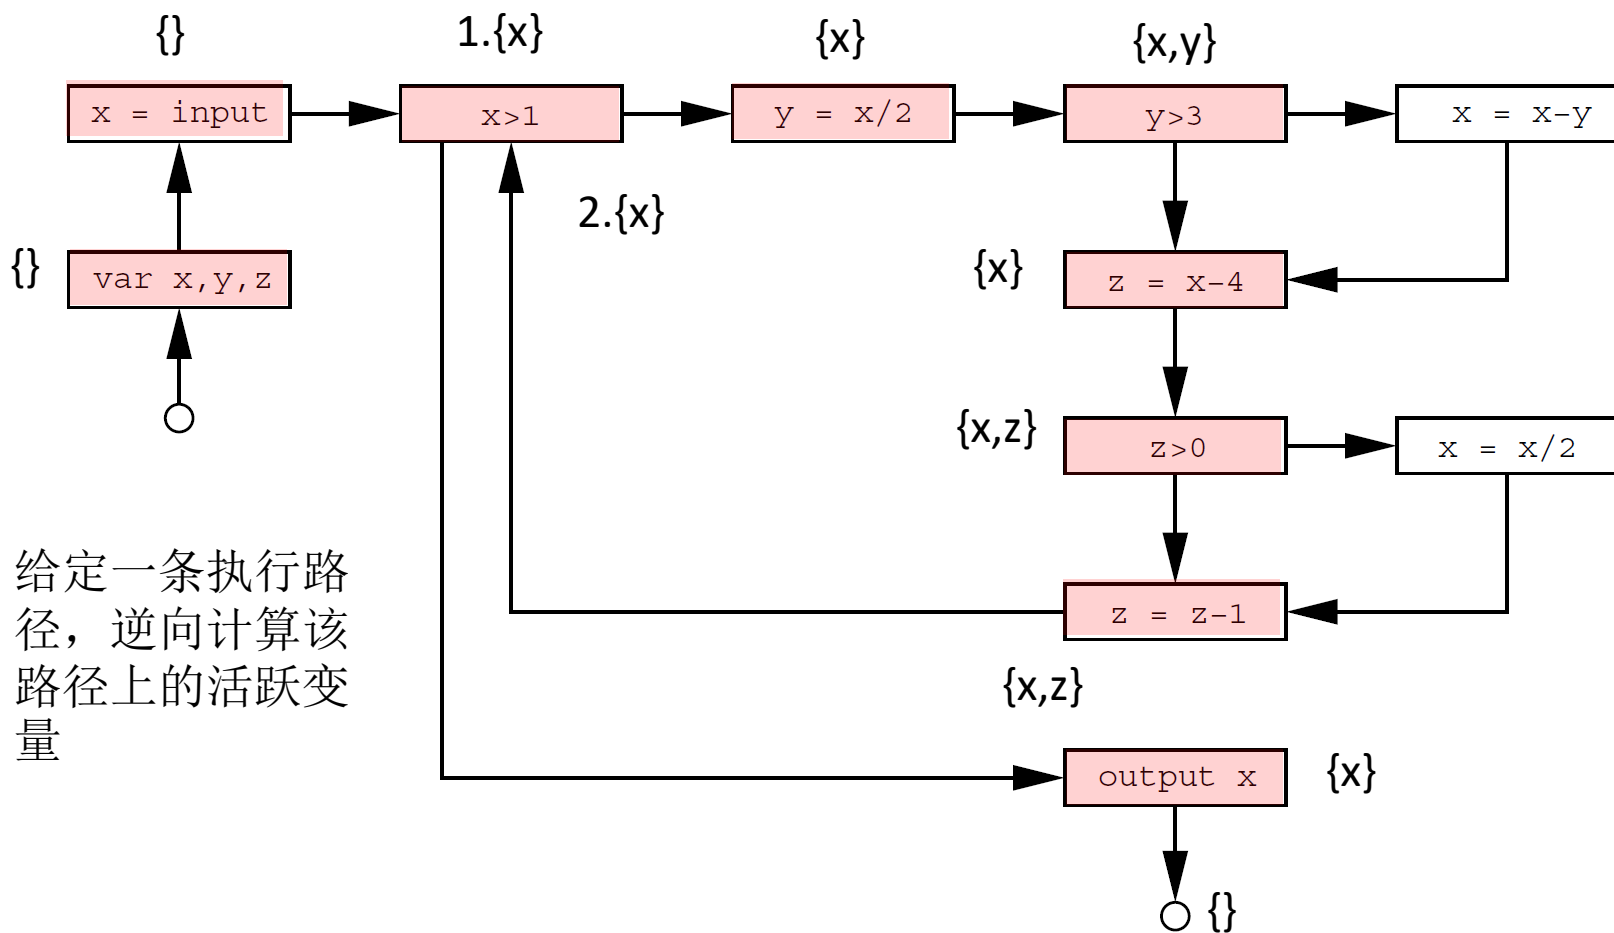 {}
1.{x}
{x}
{x,y}
x = input
x>1
y = x/2
y>3
x = x-y
2.{x}
{}
var x,y,z
{x}
z = x-4
{x,z}
z>0
x = x/2
给定一条执行路
径，逆向计算该
路径上的活跃变
量
z = z-1
{x,z}
output x
{x}
{}